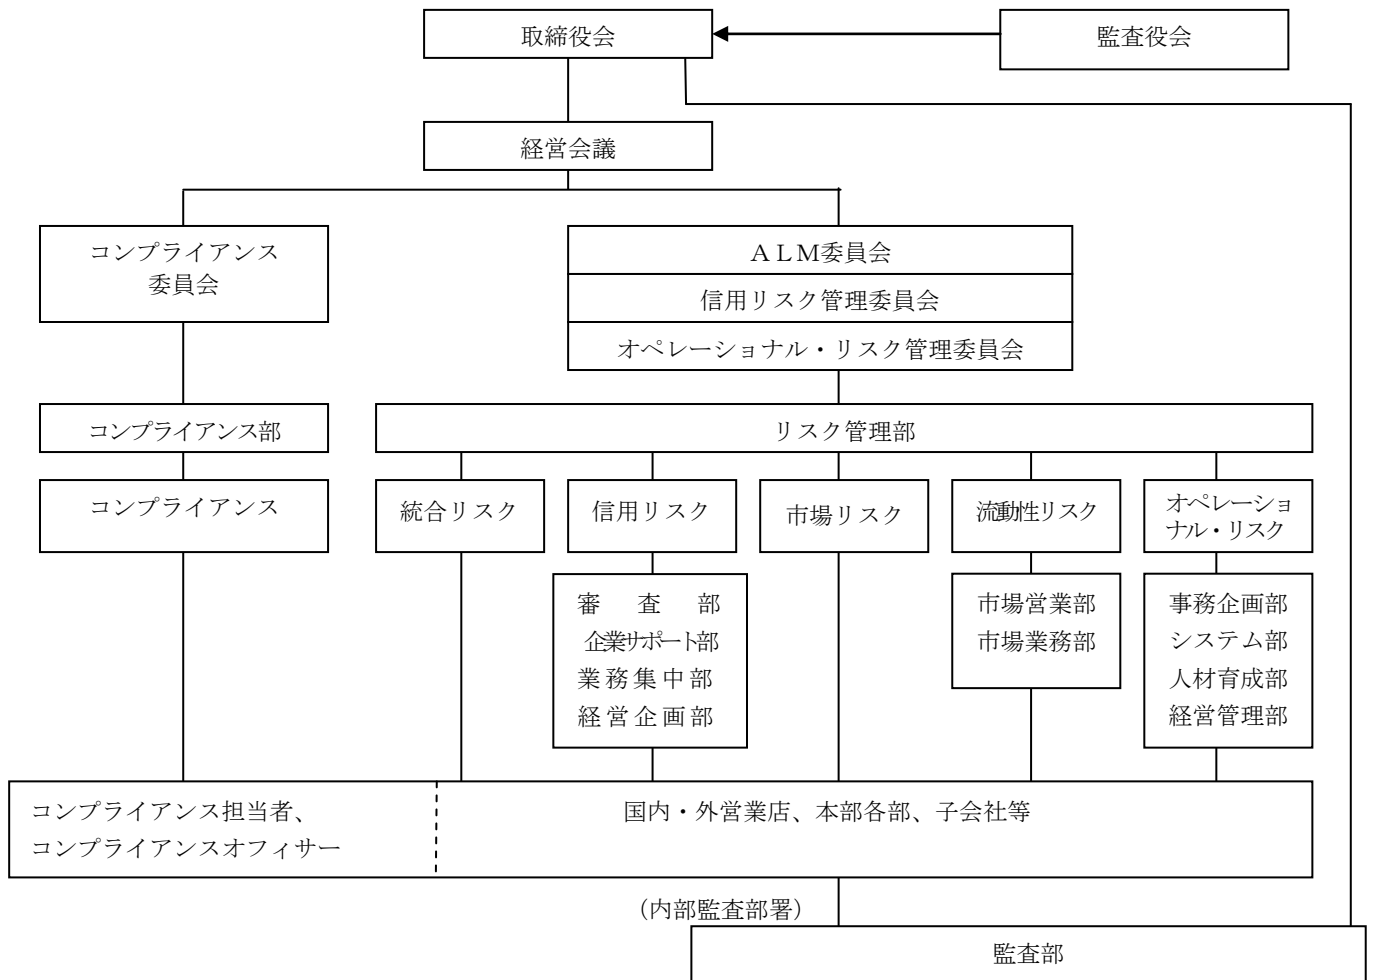 取締役会
監査役会
経営会議
コンプライアンス
委員会
ALM委員会
信用リスク管理委員会
オペレーショナル・リスク管理委員会
コンプライアンス部
リスク管理部
コンプライアンス
統合リスク
信用リスク
市場リスク
流動性リスク
オペレーショ
ナル・リスク
審査部
企業サポート部
業務集中部
経営企画部
市場営業部
市場業務部
事務企画部
システム部
人材育成部
経営管理部
コンプライアンス担当者、
コンプライアンスオフィサー
国内・外営業店、本部各部、子会社等
（内部監査部署）
監査部